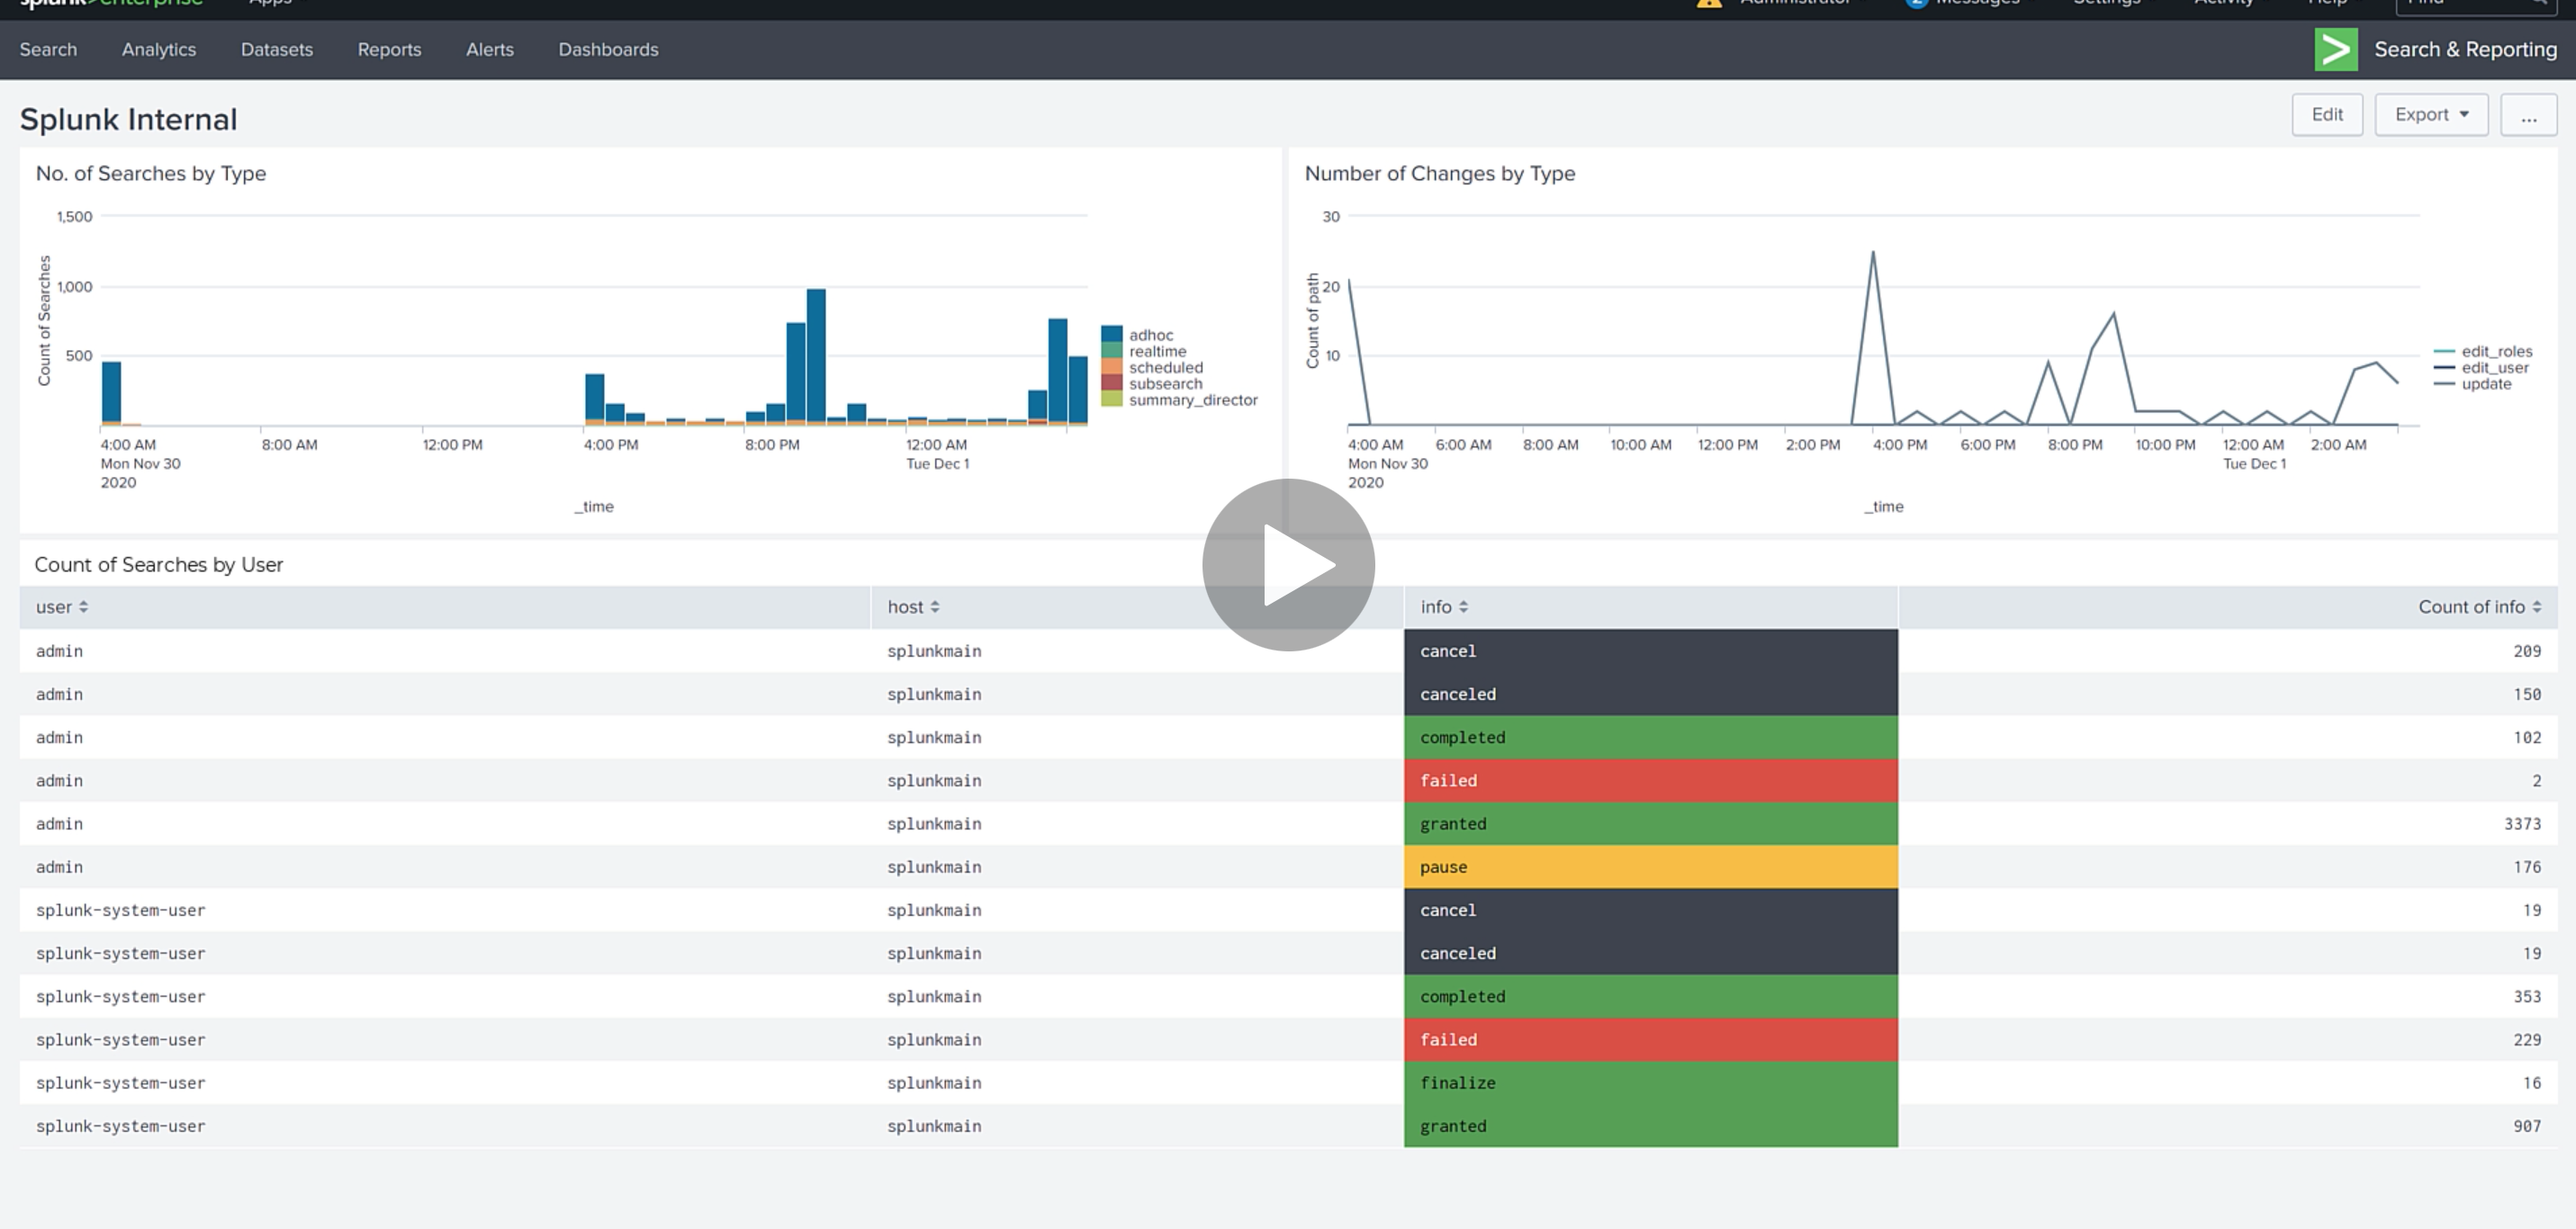 splunk>enterprise Apps Administrator 2 Messages Settings Activity Help Find
Search Analytics Datasets Reports Alerts Dashboards Search & Reporting
Splunk Internal
Edit Export ...
No. of Searches by Type
1,500
1,000
500
Count of Searches
4:00 AM 8:00 AM 12:00 PM 4:00 PM 8:00 PM 12:00 AM
Mon Nov 30 Tue Dec 1
2020
_time
adhoc
realtime
scheduled
subsearch
summary_director
Number of Changes by Type
30
20
10
Count of path
4:00 AM 6:00 AM 8:00 AM 10:00 AM 12:00 PM 2:00 PM 4:00 PM 6:00 PM 8:00 PM 10:00 PM 12:00 AM 2:00 AM
Mon Nov 30 Tue Dec 1
2020
_time
edit_roles
edit_user
update
Count of Searches by User
user host info Count of info
admin splunkmain cancel 209
admin splunkmain canceled 150
admin splunkmain completed 102
admin splunkmain failed 2
admin splunkmain granted 3373
admin splunkmain pause 176
splunk-system-user splunkmain cancel 19
splunk-system-user splunkmain canceled 19
splunk-system-user splunkmain completed 353
splunk-system-user splunkmain failed 229
splunk-system-user splunkmain finalize 16
splunk-system-user splunkmain granted 907